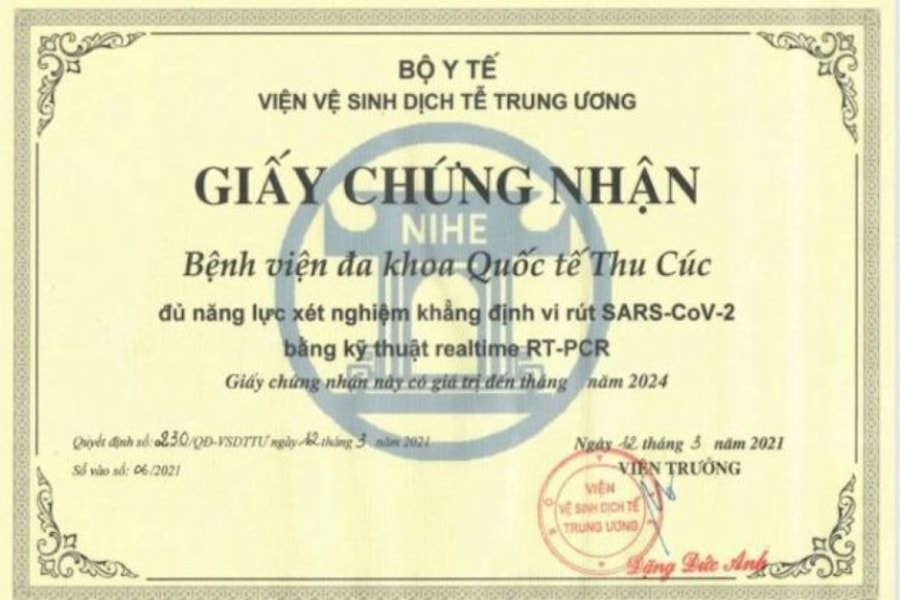 BỘ Y TẾ
VIỆN VỆ SINH DỊCH TỄ TRUNG ƯƠNG
GIẤY CHỨNG NHẬN
NIHE
Bệnh viện đa khoa Quốc tế Thu Cúc
đủ năng lực xét nghiệm khẳng định vi rút SARS-CoV-2
bằng kỹ thuật realtime RT-PCR
Giấy chứng nhận này có giá trị đến tháng năm 2024
Quyết định số: 230/QĐ-VSDTTƯ ngày 12 tháng 3 năm 2021
Ngày 12 tháng 3 năm 2021
Số vào sổ: 06/2021
VIỆN TRƯỞNG
VIỆN
VỆ SINH DỊCH TỄ
TRUNG ƯƠNG
Đặng Đức Anh